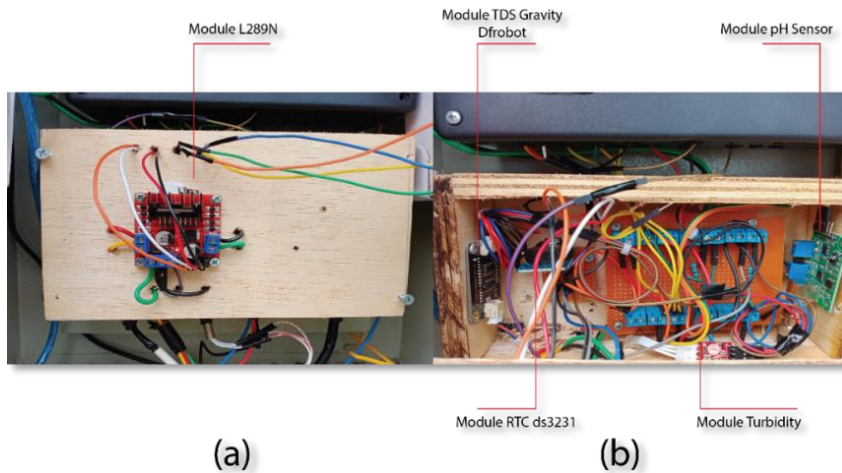 Module L289N
Module TDS Gravity
Dfrobot
Module pH Sensor
Module RTC ds3231
Module Turbidity
(a)
(b)